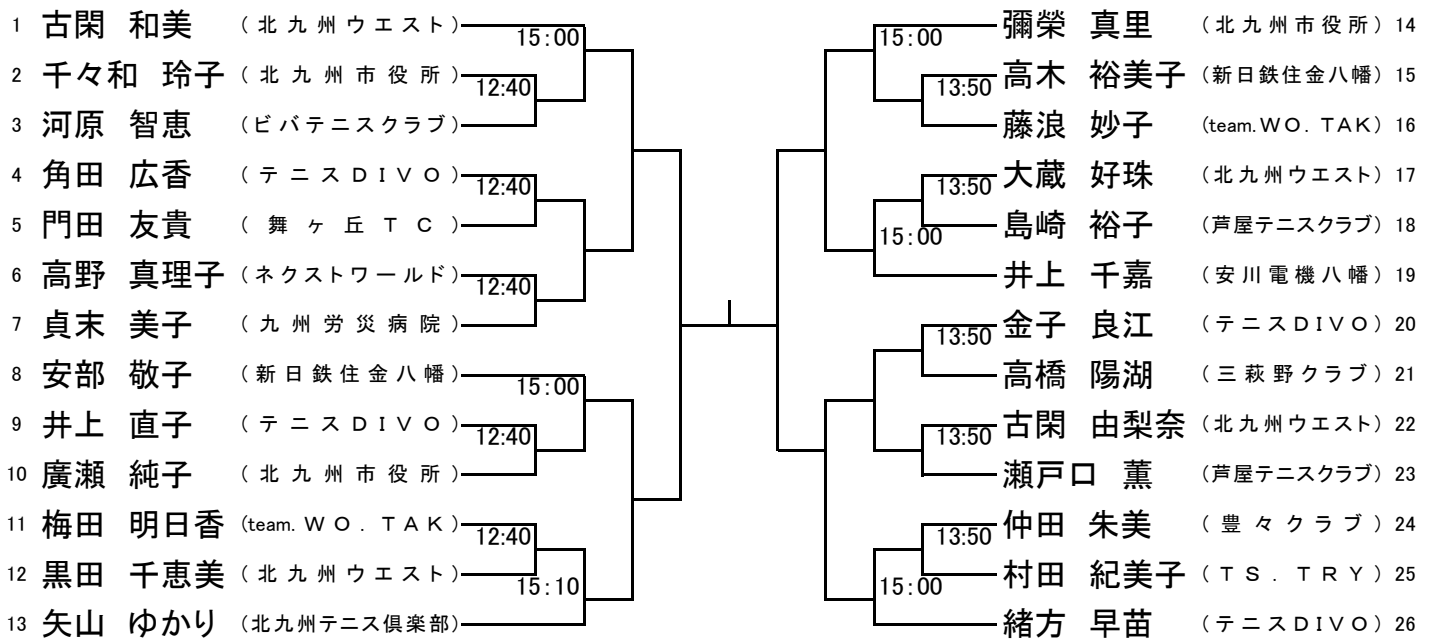 1 古閑 和美 (北九州ウエスト)
15:00
2 千々和 玲子 (北九州市役所)
12:40
3 河原 智恵 (ビバテニスクラブ)
4 角田 広香 (テニスDIVO)
12:40
5 門田 友貴 (舞ヶ丘TC)
6 高野 真理子 (ネクストワールド)
12:40
7 貞末 美子 (九州労災病院)
8 安部 敬子 (新日鉄住金八幡)
15:00
9 井上 直子 (テニスDIVO)
12:40
10 廣瀬 純子 (北九州市役所)
11 梅田 明日香 (team.WO.TAK)
12:40
12 黒田 千恵美 (北九州ウエスト)
15:10
13 矢山 ゆかり (北九州テニス倶楽部)
彌榮 真里 (北九州市役所) 14
15:00
高木 裕美子 (新日鉄住金八幡) 15
13:50
藤浪 妙子 (team.WO.TAK) 16
大蔵 好珠 (北九州ウエスト) 17
13:50
島崎 裕子 (芦屋テニスクラブ) 18
15:00
井上 千嘉 (安川電機八幡) 19
金子 良江 (テニスDIVO) 20
13:50
高橋 陽湖 (三萩野クラブ) 21
古閑 由梨奈 (北九州ウエスト) 22
13:50
瀬戸口 薫 (芦屋テニスクラブ) 23
仲田 朱美 (豊々クラブ) 24
13:50
村田 紀美子 (TS.TRY) 25
15:00
緒方 早苗 (テニスDIVO) 26